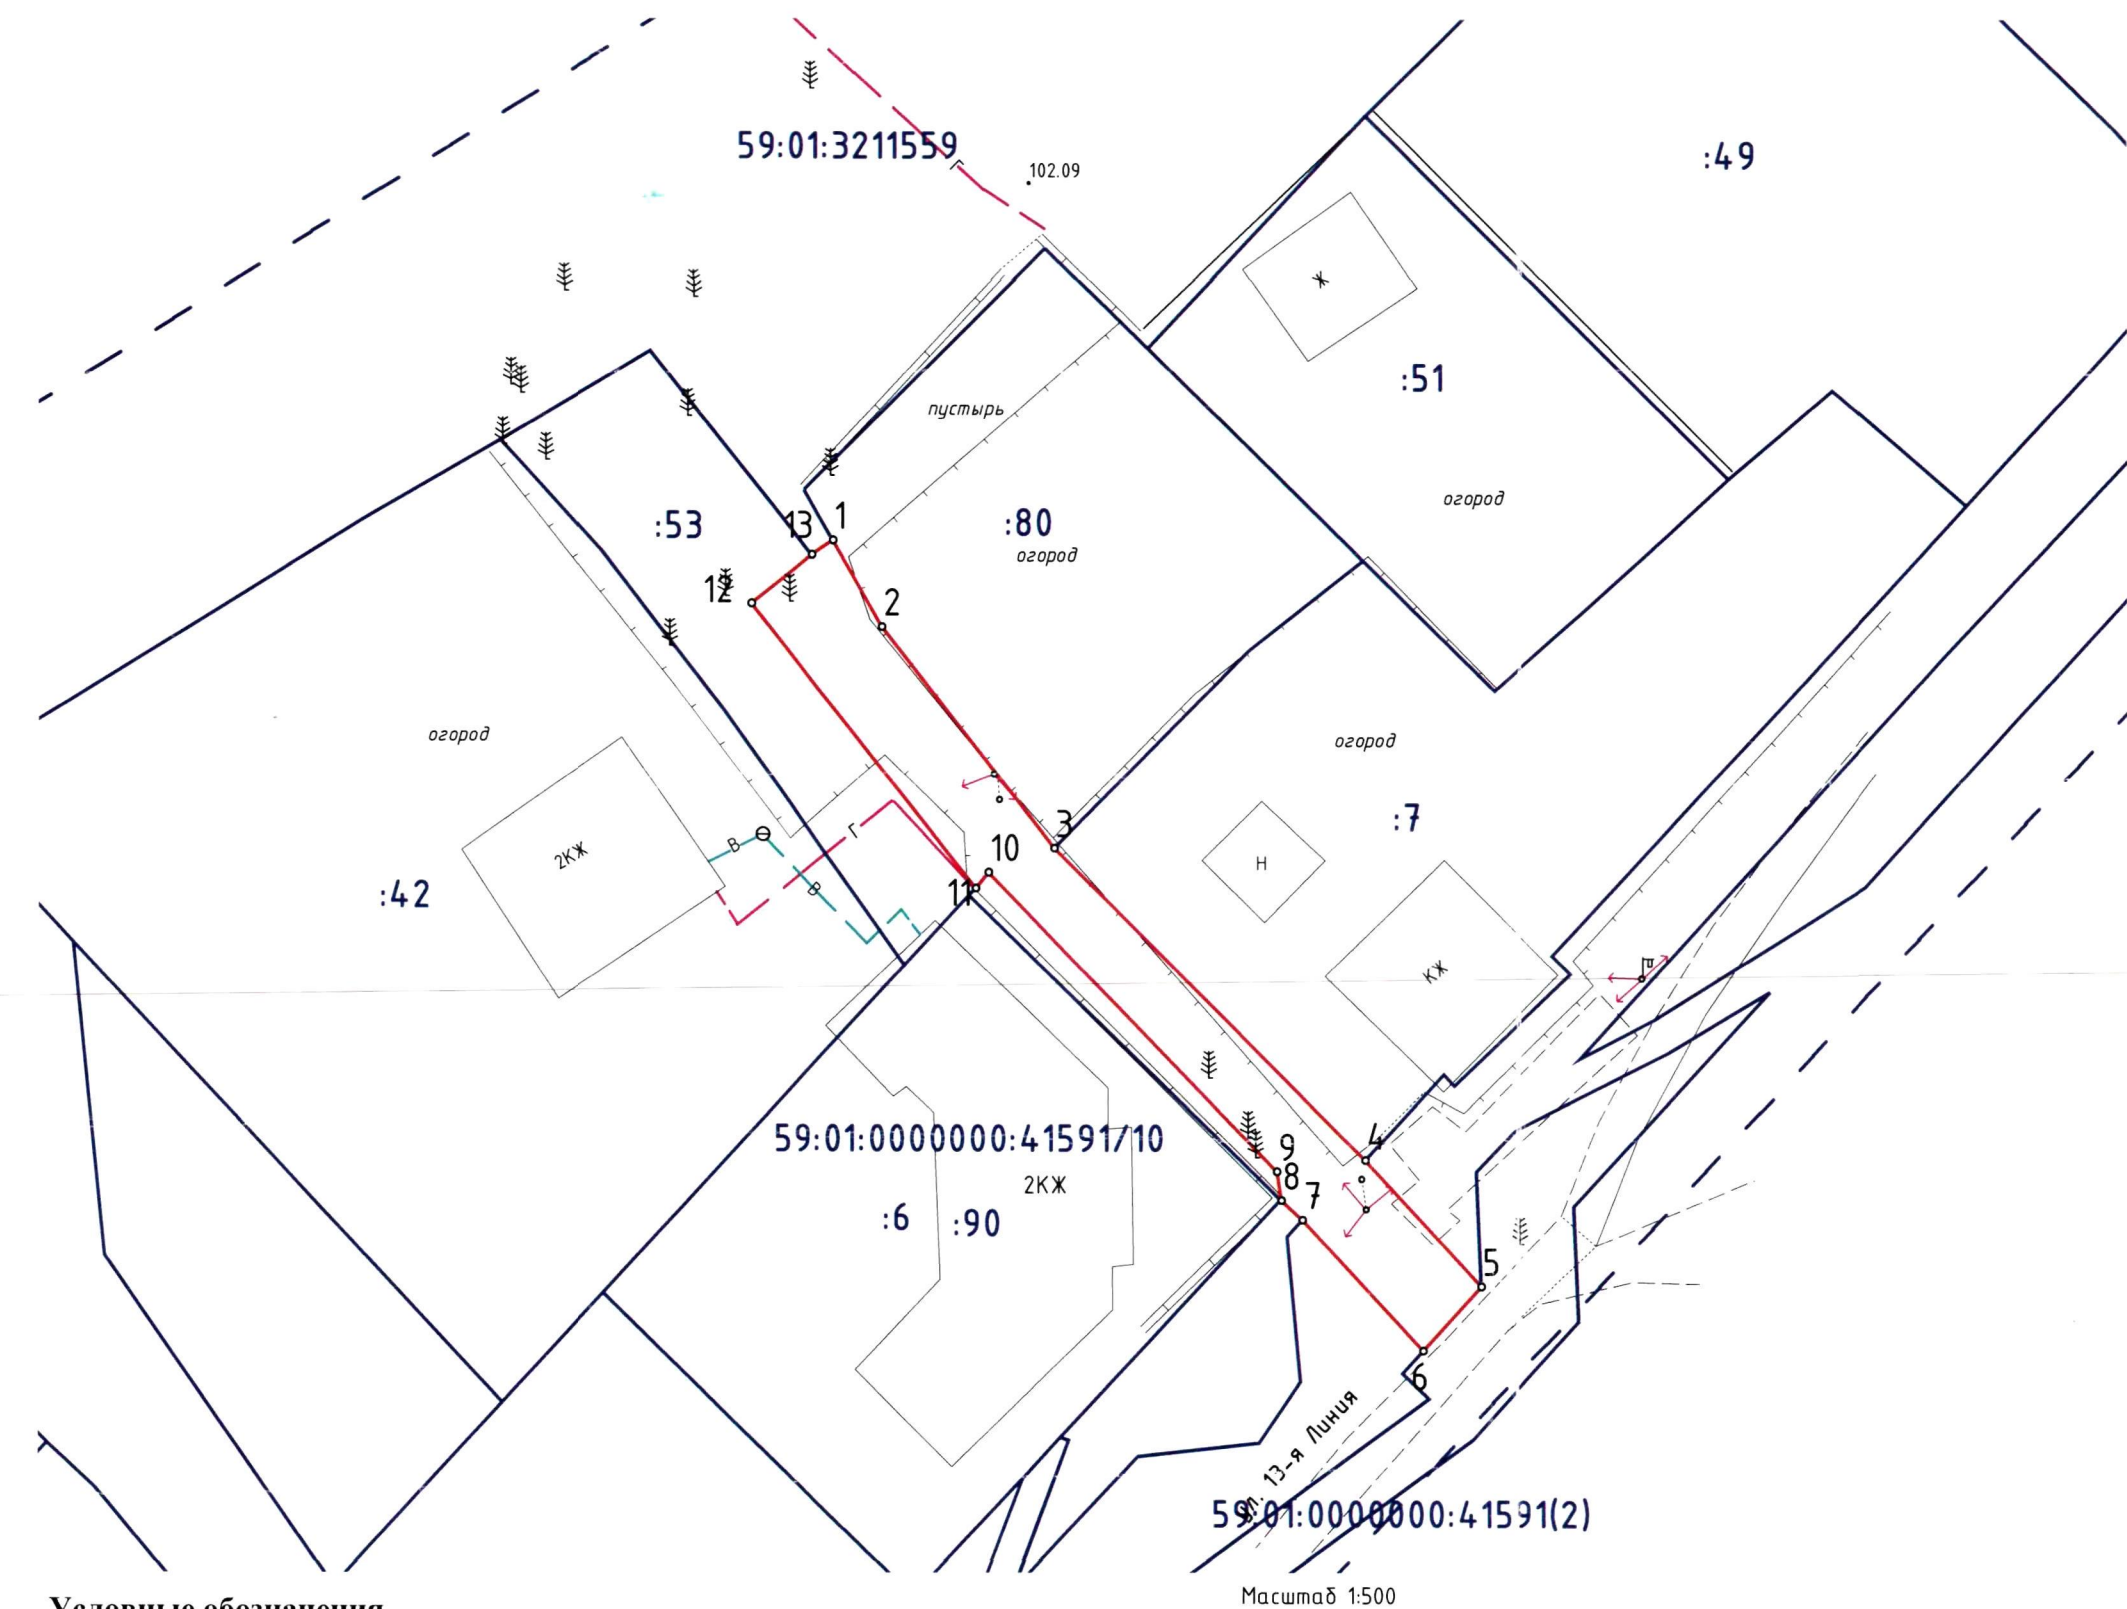 59:01:3211559
102.09
:49
Ж
:51
пустырь
огород
:53
13
1
:80
огород
12
2
огород
огород
:7
3
10
Н
2КЖ
В
Г
:42
В
11
КЖ
59:01:0000000:41591/10
4
9
8
2КЖ
7
:6
:90
5
6
ул. 13-я Линия
59:01:0000000:41591(2)
Масштаб 1:500
Условные обозначения